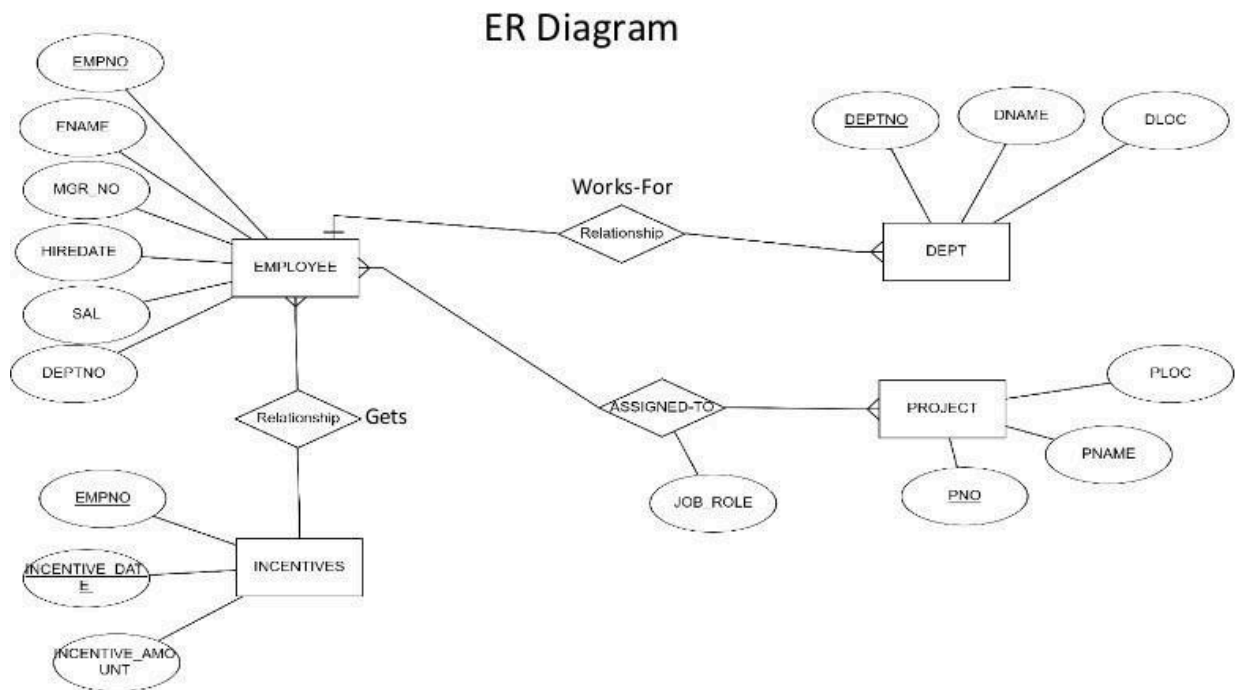 ER Diagram
EMPNO
ENAME
MGR_NO
HIREDATE
SAL
DEPTNO
EMPLOYEE
Works-For
Relationship
DEPTNO
DNAME
DLOC
DEPT
ASSIGNED-TO
JOB_ROLE
PROJECT
PLOC
PNAME
PNO
Relationship
Gets
EMPNO
INCENTIVE_DAT
E
INCENTIVE_AMO
UNT
INCENTIVES